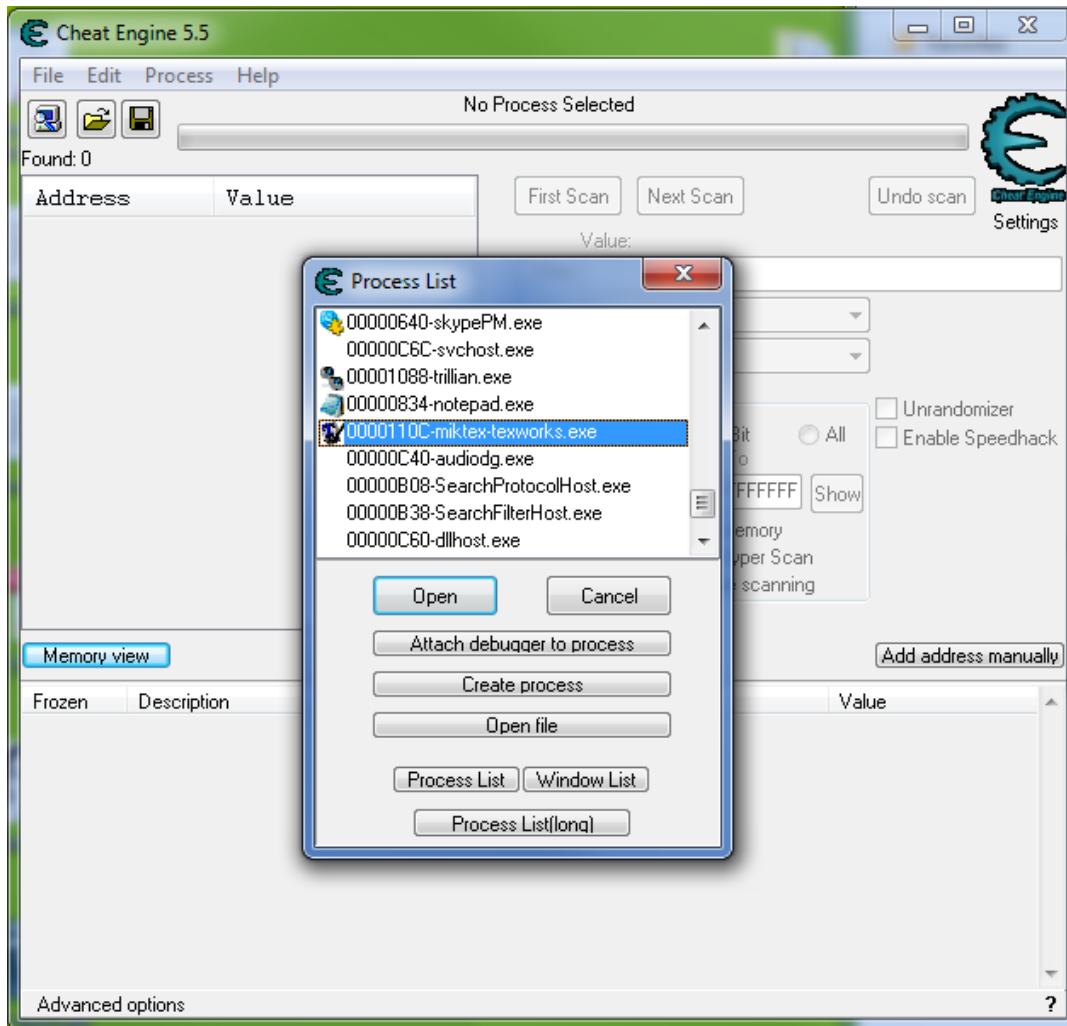 Cheat Engine 5.5
File Edit Process Help
No Process Selected
Found: 0
Address Value
First Scan Next Scan Undo scan
Cheat Engine
Settings
Value:
Process List
00000640-skypePM.exe
00000C6C-svchost.exe
00001088-trillian.exe
00000834-notepad.exe
0000110C-miktex-texworks.exe
00000C40-audiodg.exe
00000B08-SearchProtocolHost.exe
00000B38-SearchFilterHost.exe
00000C60-dllhost.exe
Open Cancel
Attach debugger to process
Create process
Open file
Process List Window List
Process List(long)
All
Unrandomizer
Enable Speedhack
Show
scanning
Scan
Memory view Add address manually
Frozen Description Value
Advanced options ?